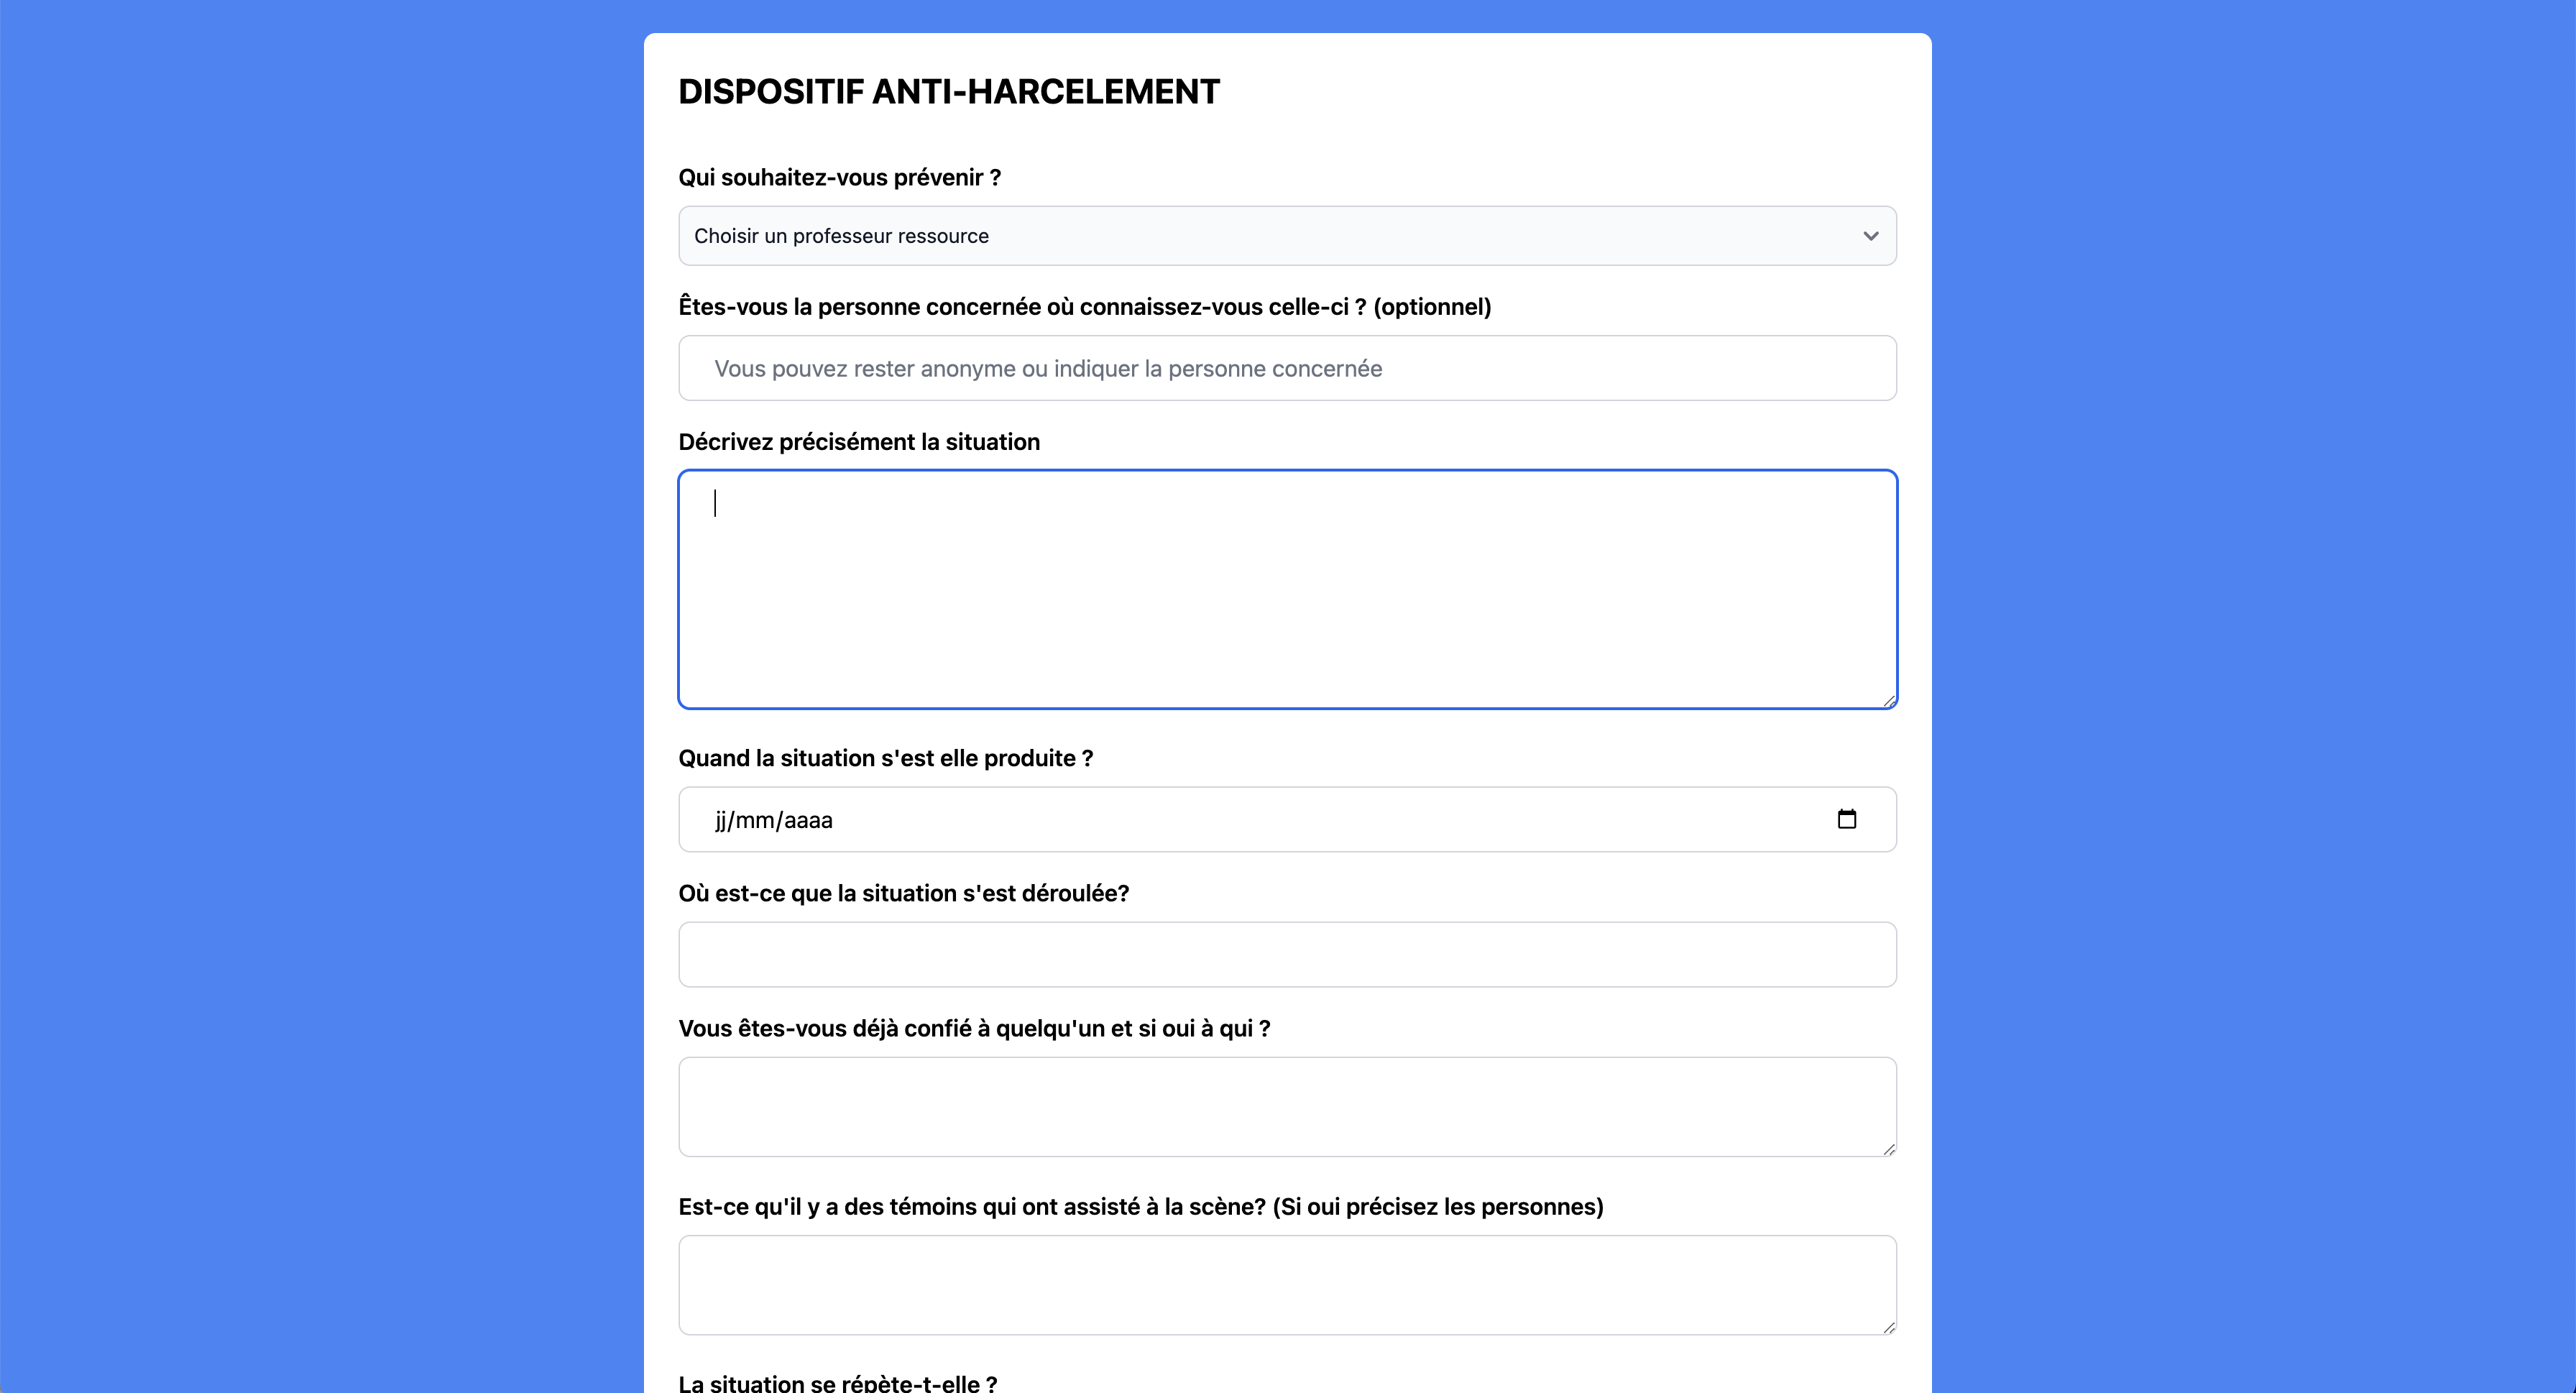 DISPOSITIF ANTI-HARCELEMENT
Qui souhaitez-vous prévenir ?
Choisir un professeur ressource
Êtes-vous la personne concernée où connaissez-vous celle-ci ? (optionnel)
Vous pouvez rester anonyme ou indiquer la personne concernée
Décrivez précisément la situation
Quand la situation s'est elle produite ?
jj/mm/aaaa
Où est-ce que la situation s'est déroulée?
Vous êtes-vous déjà confié à quelqu'un et si oui à qui ?
Est-ce qu'il y a des témoins qui ont assisté à la scène? (Si oui précisez les personnes)
La situation se répète-t-elle ?